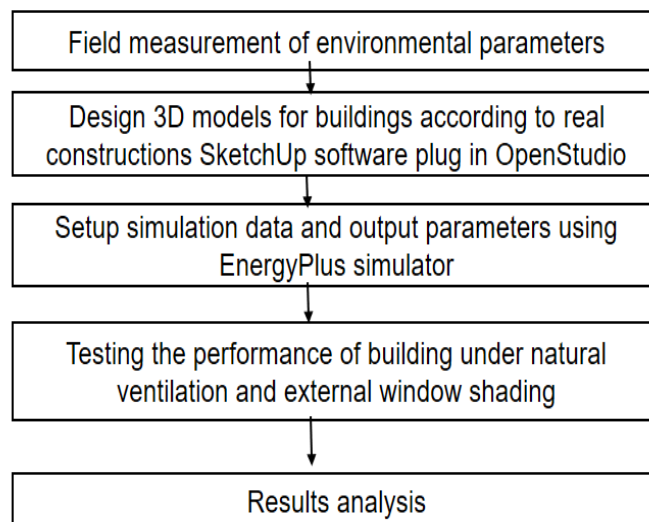 Field measurement of environmental parameters
Design 3D models for buildings according to real
constructions SketchUp software plug in OpenStudio
Setup simulation data and output parameters using
EnergyPlus simulator
Testing the performance of building under natural
ventilation and external window shading
Results analysis